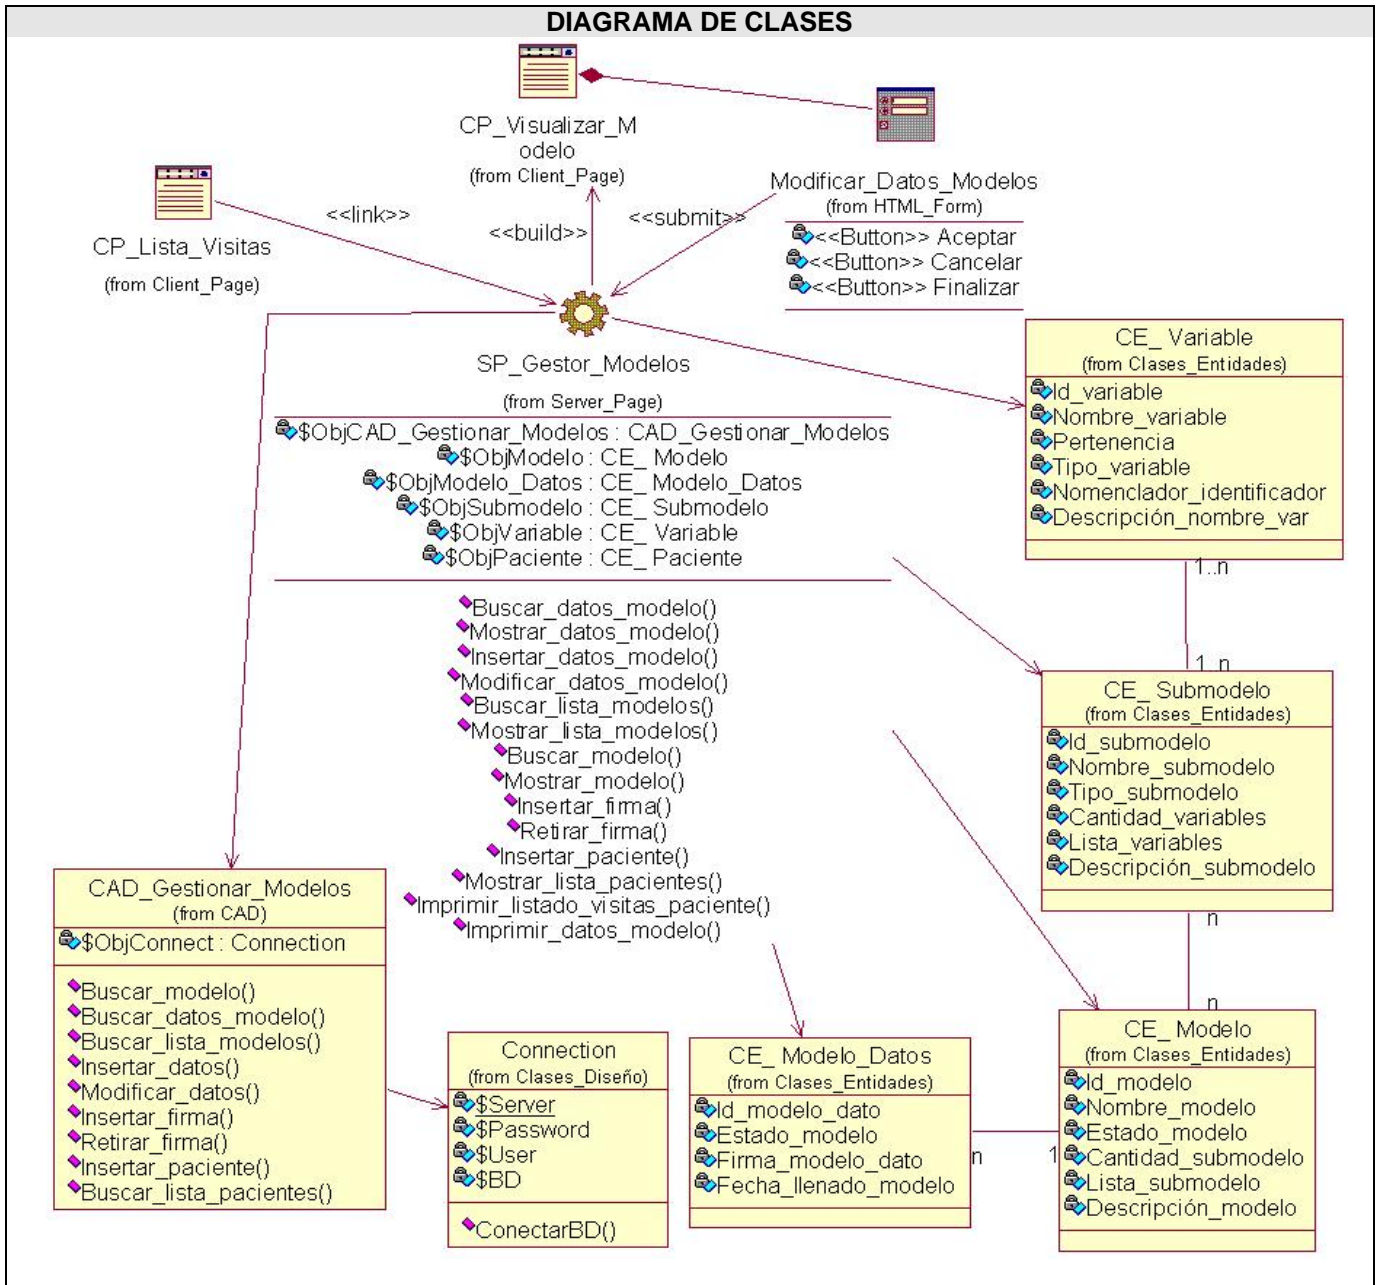 DIAGRAMA DE CLASES
CP_Visualizar_M
odelo
(from Client_Page)
Modificar_Datos_Modelos
(from HTML_Form)
<<Button>> Aceptar
<<Button>> Cancelar
<<Button>> Finalizar
CP_Lista_Visitas
(from Client_Page)
<<link>>
<<build>>
<<submit>>
SP_Gestor_Modelos
(from Server_Page)
$ObjCAD_Gestionar_Modelos : CAD_Gestionar_Modelos
$ObjModelo : CE_ Modelo
$ObjModelo_Datos : CE_ Modelo_Datos
$ObjSubmodelo : CE_ Submodelo
$ObjVariable : CE_ Variable
$ObjPaciente : CE_ Paciente
Buscar_datos_modelo()
Mostrar_datos_modelo()
Insertar_datos_modelo()
Modificar_datos_modelo()
Buscar_lista_modelos()
Mostrar_lista_modelos()
Buscar_modelo()
Mostrar_modelo()
Insertar_firma()
Retirar_firma()
Insertar_paciente()
Mostrar_lista_pacientes()
Imprimir_listado_visitas_paciente()
Imprimir_datos_modelo()
CE_ Variable
(from Clases_Entidades)
Id_variable
Nombre_variable
Pertenencia
Tipo_variable
Nomenclador_identificador
Descripción_nombre_var
1..n
1..n
CE_ Submodelo
(from Clases_Entidades)
Id_submodelo
Nombre_submodelo
Tipo_submodelo
Cantidad_variables
Lista_variables
Descripción_submodelo
n
n
CE_ Modelo
(from Clases_Entidades)
Id_modelo
Nombre_modelo
Estado_modelo
Cantidad_submodelo
Lista_submodelo
Descripción_modelo
CAD_Gestionar_Modelos
(from CAD)
$ObjConnect : Connection
Buscar_modelo()
Buscar_datos_modelo()
Buscar_lista_modelos()
Insertar_datos()
Modificar_datos()
Insertar_firma()
Retirar_firma()
Insertar_paciente()
Buscar_lista_pacientes()
Connection
(from Clases_Diseño)
$Server
$Password
$User
$BD
ConectarBD()
CE_ Modelo_Datos
(from Clases_Entidades)
Id_modelo_dato
Estado_modelo
Firma_modelo_dato
Fecha_llenado_modelo
n
1